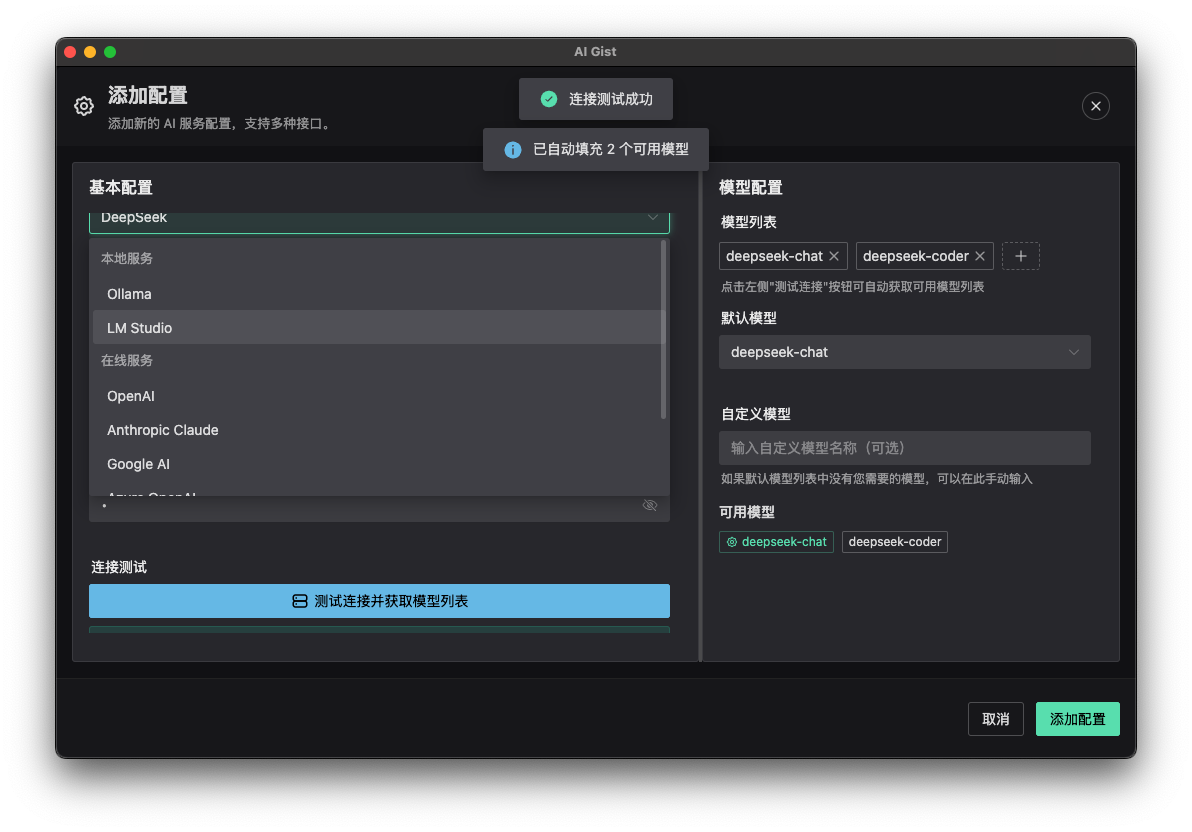 AI Gist
添加配置
添加新的 AI 服务配置，支持多种接口。
连接测试成功
已自动填充 2 个可用模型
基本配置
DeepSeek
本地服务
Ollama
LM Studio
在线服务
OpenAI
Anthropic Claude
Google AI
Azure OpenAI
连接测试
测试连接并获取模型列表
模型配置
模型列表
deepseek-chat
deepseek-coder
点击左侧"测试连接"按钮可自动获取可用模型列表
默认模型
deepseek-chat
自定义模型
输入自定义模型名称（可选）
如果默认模型列表中没有您需要的模型，可以在此手动输入
可用模型
deepseek-chat
deepseek-coder
取消
添加配置